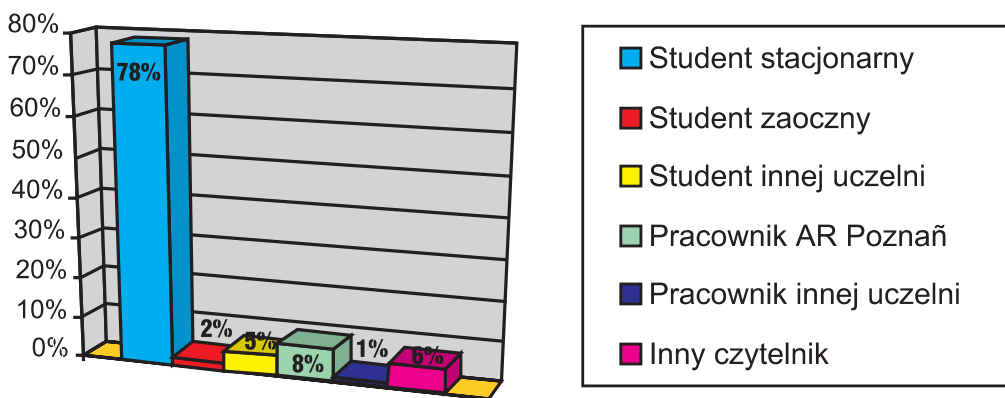 80%
70%
60%
50%
40%
30%
20%
10%
0%
78%
2%
5%
8%
1%
6%
Student stacjonarny
Student zaoczny
Student innej uczelni
Pracownik AR Poznañ
Pracownik innej uczelni
Inny czytelnik